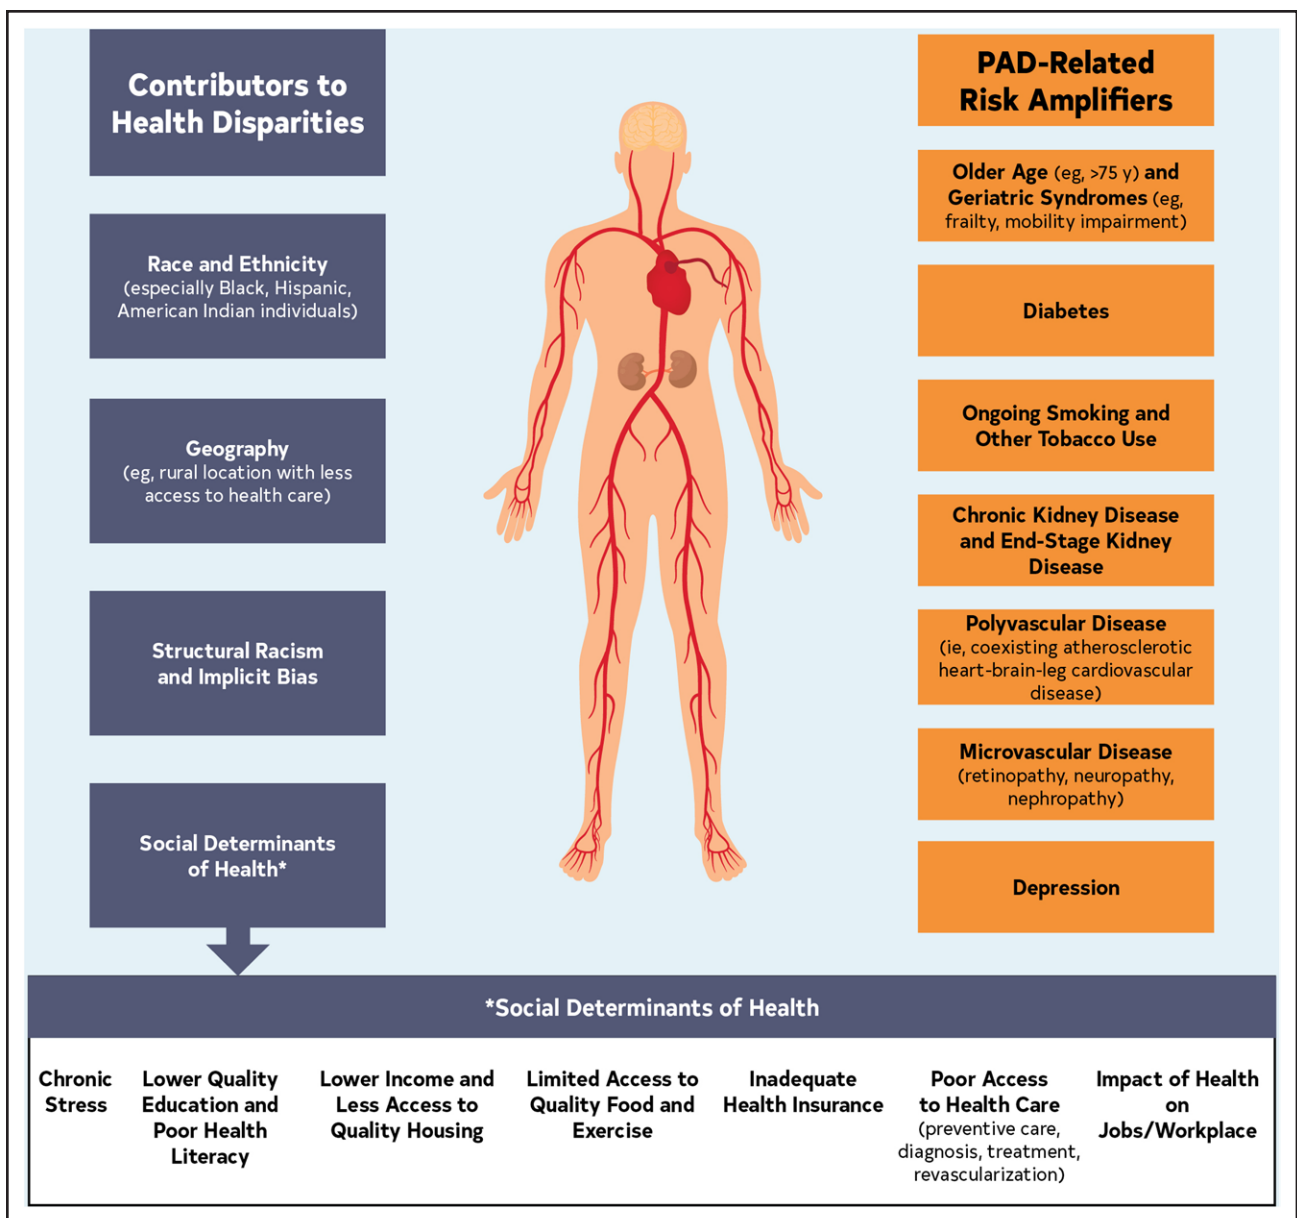 Contributors to
Health Disparities
Race and Ethnicity
(especially Black, Hispanic,
American Indian individuals)
Geography
(eg, rural location with less
access to health care)
Structural Racism
and Implicit Bias
Social Determinants
of Health*
PAD-Related
Risk Amplifiers
Older Age (eg, >75 y) and
Geriatric Syndromes (eg,
frailty, mobility impairment)
Diabetes
Ongoing Smoking and
Other Tobacco Use
Chronic Kidney Disease
and End-Stage Kidney
Disease
Polyvascular Disease
(ie, coexisting atherosclerotic
heart-brain-leg cardiovascular
disease)
Microvascular Disease
(retinopathy, neuropathy,
nephropathy)
Depression
*Social Determinants of Health
Chronic
Stress
Lower Quality
Education and
Poor Health
Literacy
Lower Income and
Less Access to
Quality Housing
Limited Access to
Quality Food and
Exercise
Inadequate
Health Insurance
Poor Access
to Health Care
(preventive care,
diagnosis, treatment,
revascularization)
Impact of Health
on
Jobs/Workplace